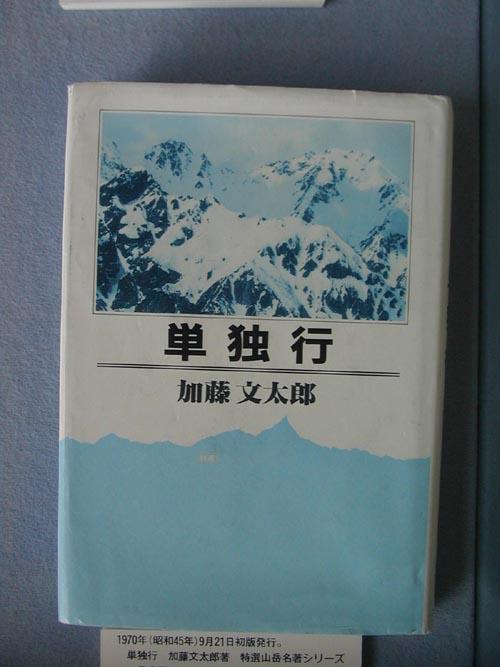 単独行
加藤文太郎
1970年(昭和45年)9月21日初版発行。
単独行 加藤文太郎著 特選山岳名著シリーズ